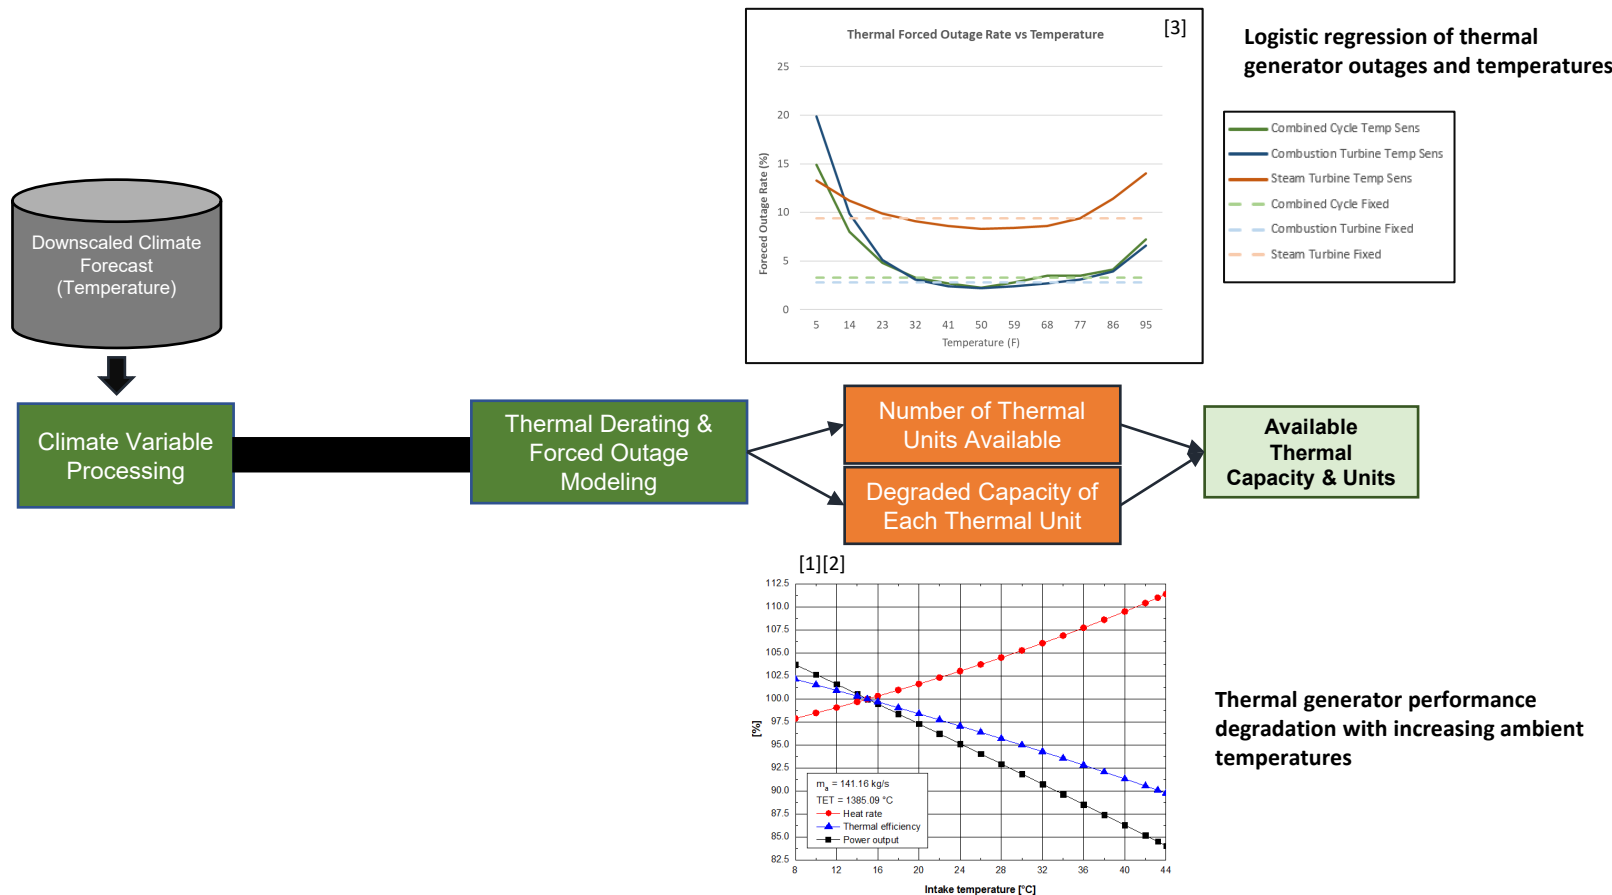 Thermal Forced Outage Rate vs Temperature
[3]
25
20
15
10
5
0
Foreced Outage Rate (%)
5 14 23 32 41 50 59 68 77 86 95
Temperature (F)
Logistic regression of thermal
generator outages and temperatures
Combined Cycle Temp Sens
Combustion Turbine Temp Sens
Steam Turbine Temp Sens
Combined Cycle Fixed
Combustion Turbine Fixed
Steam Turbine Fixed
Downscaled Climate
Forecast
(Temperature)
Climate Variable
Processing
Thermal Derating &
Forced Outage
Modeling
Number of Thermal
Units Available
Degraded Capacity of
Each Thermal Unit
Available
Thermal
Capacity & Units
[1][2]
112.5
110.0
107.5
105.0
102.5
100.0
97.5
95.0
92.5
90.0
87.5
85.0
82.5
[%]
m_a = 141.16 kg/s
TET = 1385.09 °C
Heat rate
Thermal efficiency
Power output
8 12 16 20 24 28 32 36 40 44
Intake temperature [°C]
Thermal generator performance
degradation with increasing ambient
temperatures